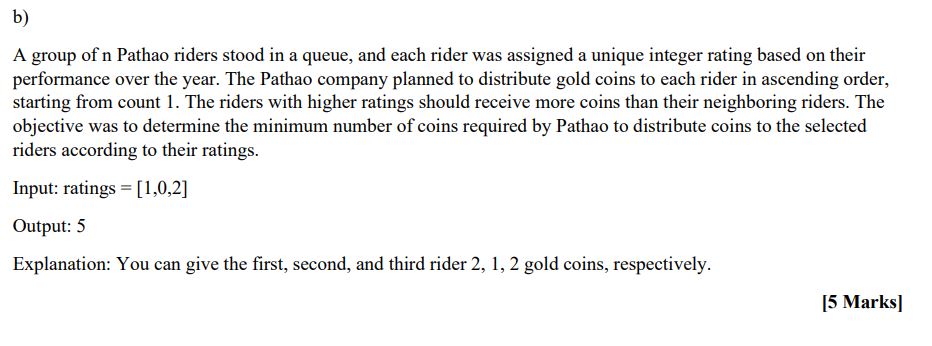 b)
A group of n Pathao riders stood in a queue, and each rider was assigned a unique integer rating based on their
performance over the year. The Pathao company planned to distribute gold coins to each rider in ascending order,
starting from count 1. The riders with higher ratings should receive more coins than their neighboring riders. The
objective was to determine the minimum number of coins required by Pathao to distribute coins to the selected
riders according to their ratings.
Input: ratings = [1,0,2]
Output: 5
Explanation: You can give the first, second, and third rider 2, 1, 2 gold coins, respectively.
[5 Marks]